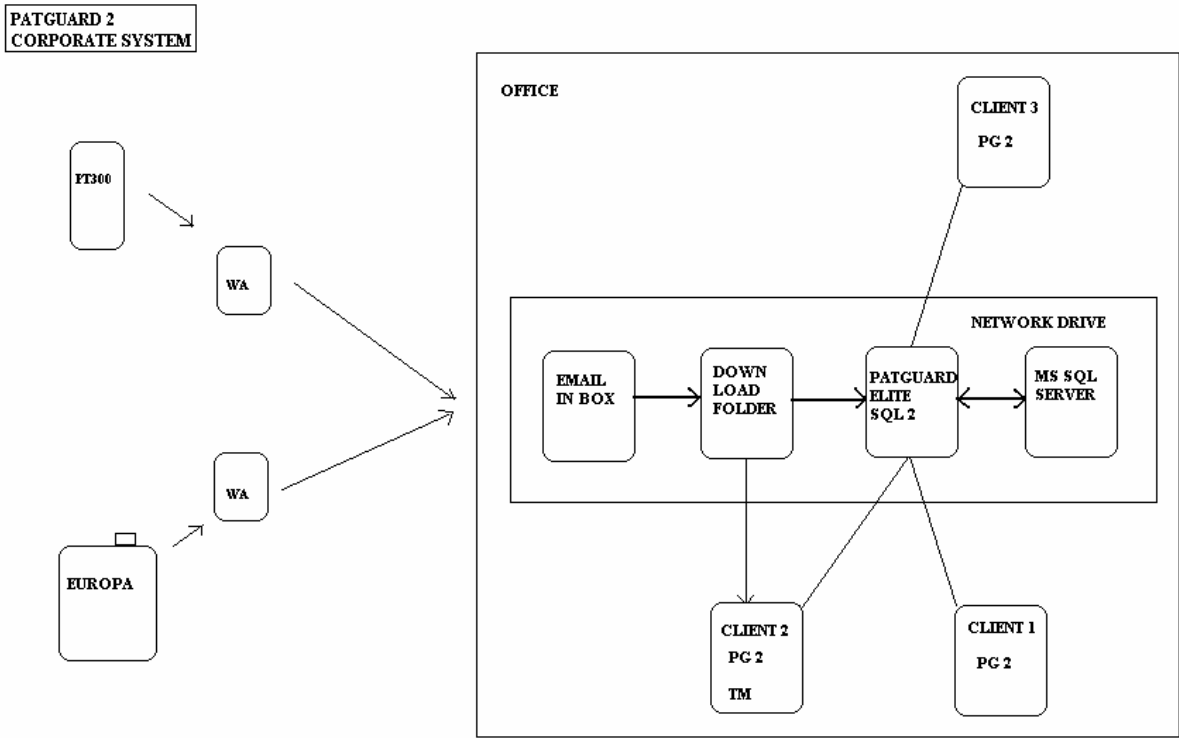 PATGUARD 2
CORPORATE SYSTEM
OFFICE
CLIENT 3
PG 2
PT300
WA
NETWORK DRIVE
EMAIL
IN BOX
DOWN
LOAD
FOLDER
PATGUARD
ELITE
SQL 2
MS SQL
SERVER
WA
EUROPA
CLIENT 2
PG 2
TM
CLIENT 1
PG 2